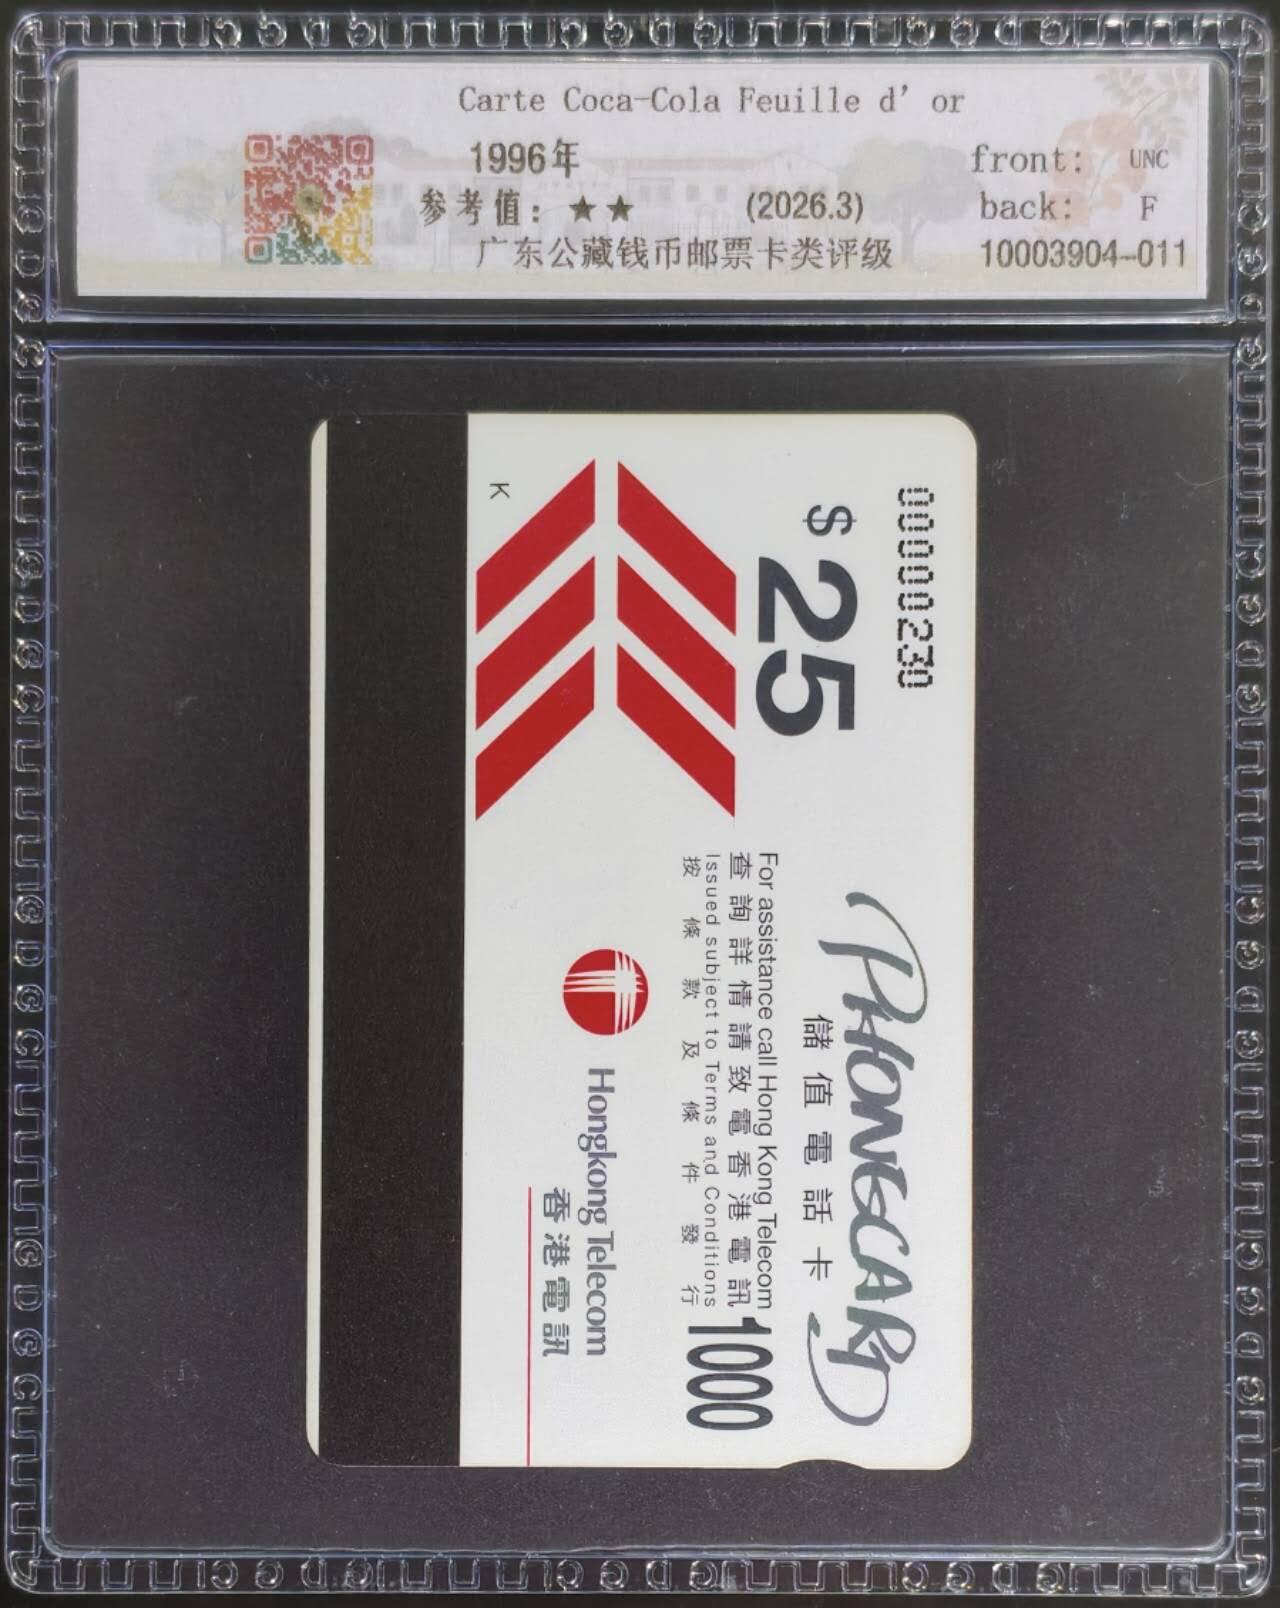 Carte Coca-Cola Feuille d' or
1996年
front: UNC
参考值：★★
(2026.3)
back: F
广东公藏钱币邮票卡类评级
10003904-011
00000230
$25
K
PHONECARD
儲值電話卡
For assistance call Hong Kong Telecom
查詢詳情請致電香港電訊
Issued subject to Terms and Conditions
按條款及條件發行
1000
Hongkong Telecom
香港電訊